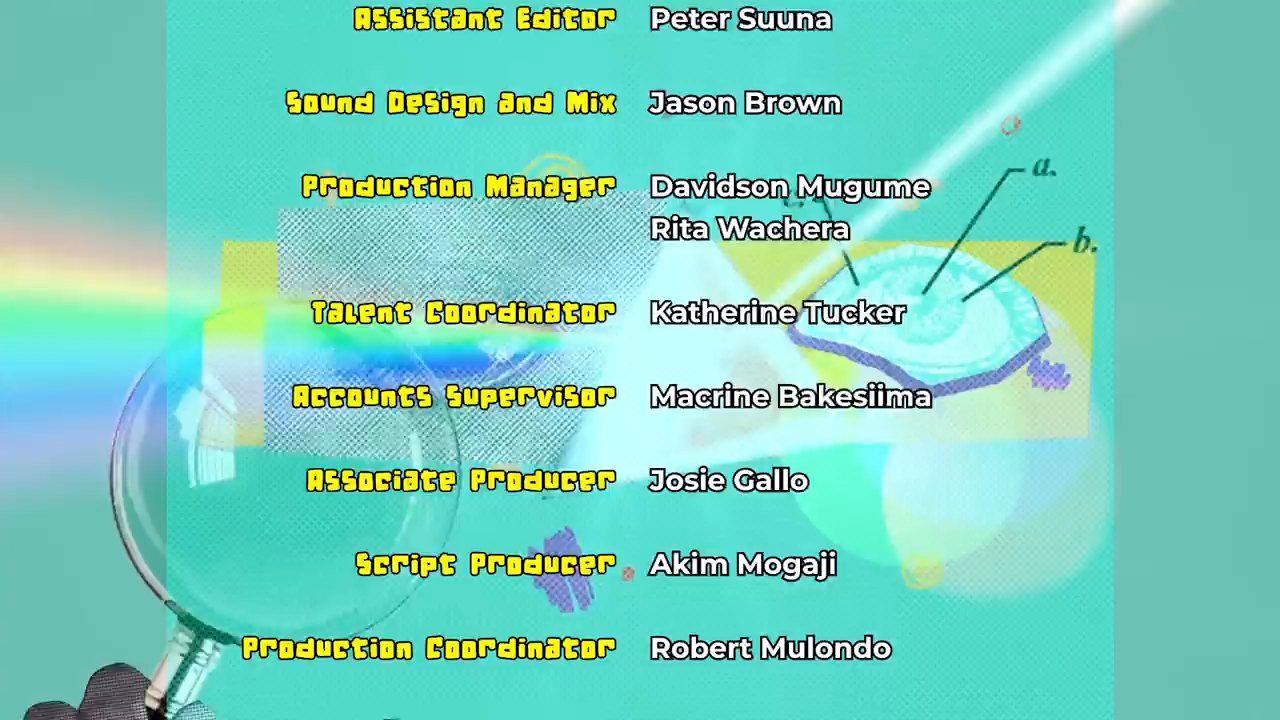 Assistant Editor Peter Suuna
Sound Design and Mix Jason Brown
Production Manager Davidson Mugume
Rita Wachera
c.
a.
b.
Talent Coordinator Katherine Tucker
Accounts Supervisor Macrine Bakesiima
Associate Producer Josie Gallo
Script Producer Akim Mogaji
Production Coordinator Robert Mulondo